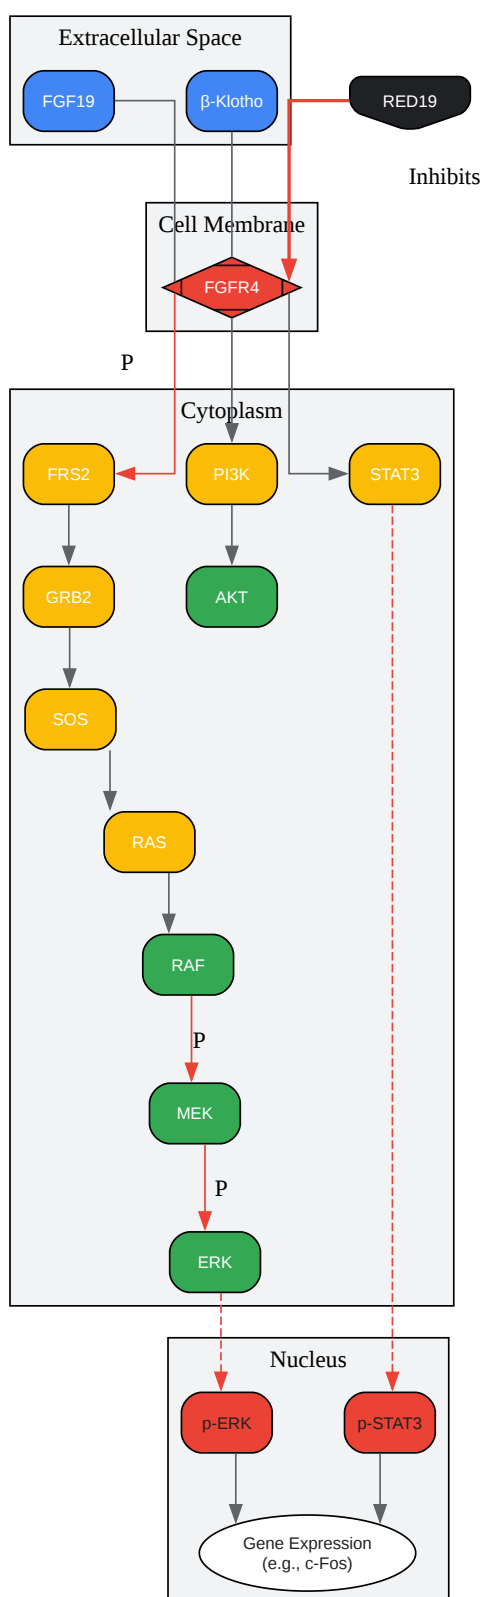 Extracellular Space
FGF19
β-Klotho
RED19
Inhibits
Cell Membrane
FGFR4
P
Cytoplasm
FRS2
PI3K
STAT3
GRB2
AKT
SOS
RAS
RAF
P
MEK
P
ERK
Nucleus
p-ERK
p-STAT3
Gene Expression
(e.g., c-Fos)